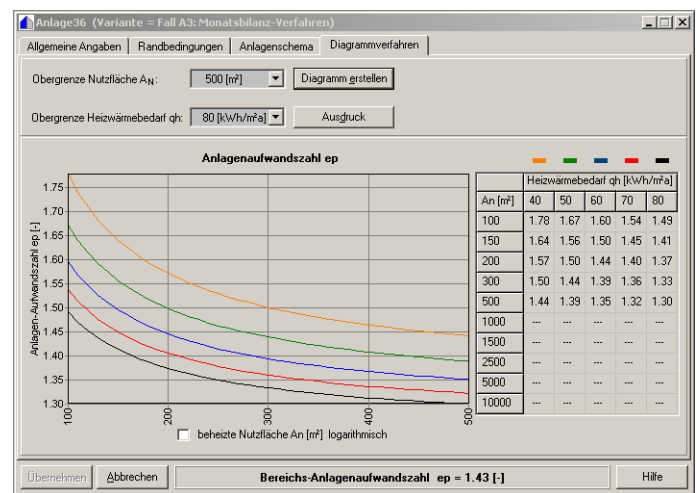 Anlage36 (Variante = Fall A3: Monatsbilanz-Verfahren)
Allgemeine Angaben Randbedingungen Anlagenschema Diagrammverfahren
Obergrenze Nutzfläche AN: 500 [m²] Diagramm erstellen
Obergrenze Heizwärmebedarf qh: 80 [kWh/m²a] Ausdruck
Anlagenaufwandszahl ep
Anlagen-Aufwandszahl ep [-]
1.75
1.70
1.65
1.60
1.55
1.50
1.45
1.40
1.35
1.30
100 200 300 400 500
beheizte Nutzfläche An [m²] logarithmisch
Heizwärmebedarf qh [kWh/m²a]
An [m²] 40 50 60 70 80
100 1.78 1.67 1.60 1.54 1.49
150 1.64 1.56 1.50 1.45 1.41
200 1.57 1.50 1.44 1.40 1.37
300 1.50 1.44 1.39 1.36 1.33
500 1.44 1.39 1.35 1.32 1.30
1000 --- --- --- --- ---
1500 --- --- --- --- ---
2500 --- --- --- --- ---
5000 --- --- --- --- ---
10000 --- --- --- --- ---
Übernehmen Abbrechen Bereichs-Anlagenaufwandszahl ep = 1.43 [-] Hilfe